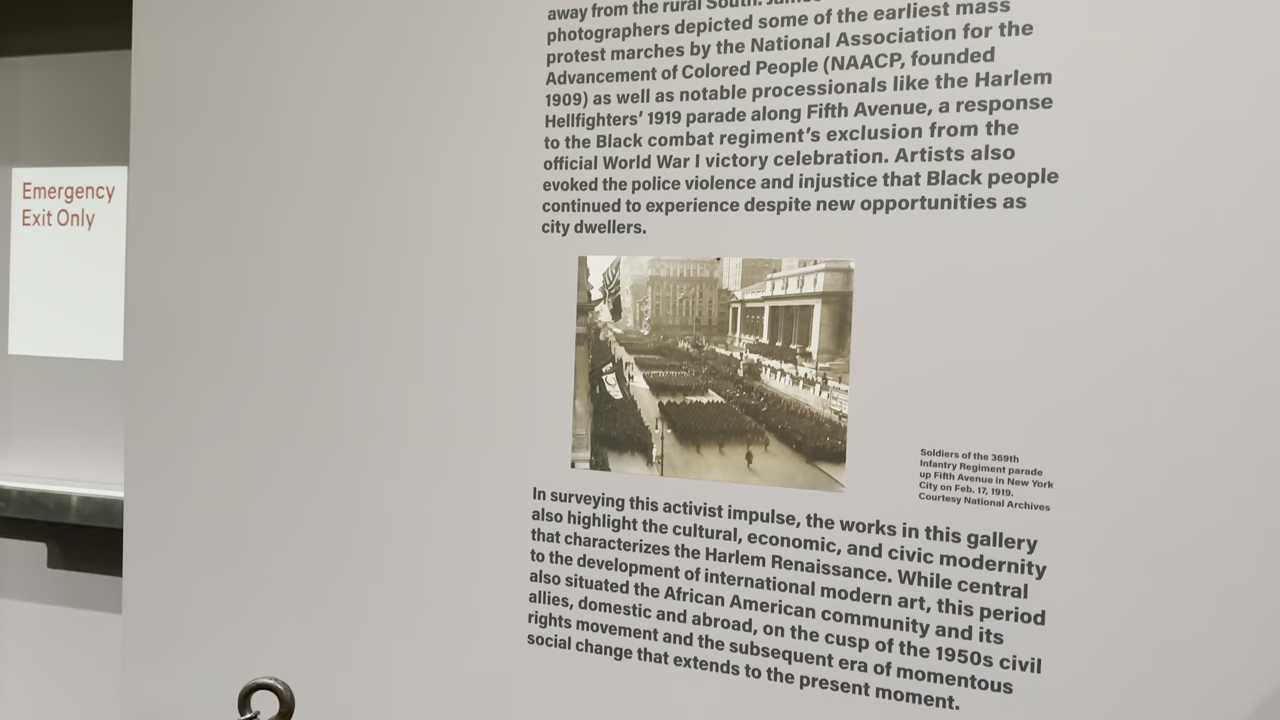 away from the rural South.
photographers depicted some of the earliest mass
protest marches by the National Association for the
Advancement of Colored People (NAACP, founded
1909) as well as notable processionals like the Harlem
Hellfighters’ 1919 parade along Fifth Avenue, a response
to the Black combat regiment’s exclusion from the
official World War I victory celebration. Artists also
evoked the police violence and injustice that Black people
continued to experience despite new opportunities as
city dwellers.
Emergency
Exit Only
Soldiers of the 369th
Infantry Regiment parade
up Fifth Avenue in New York
City on Feb. 17, 1919.
Courtesy National Archives
In surveying this activist impulse, the works in this gallery
also highlight the cultural, economic, and civic modernity
that characterizes the Harlem Renaissance. While central
to the development of international modern art, this period
also situated the African American community and its
allies, domestic and abroad, on the cusp of the 1950s civil
rights movement and the subsequent era of momentous
social change that extends to the present moment.